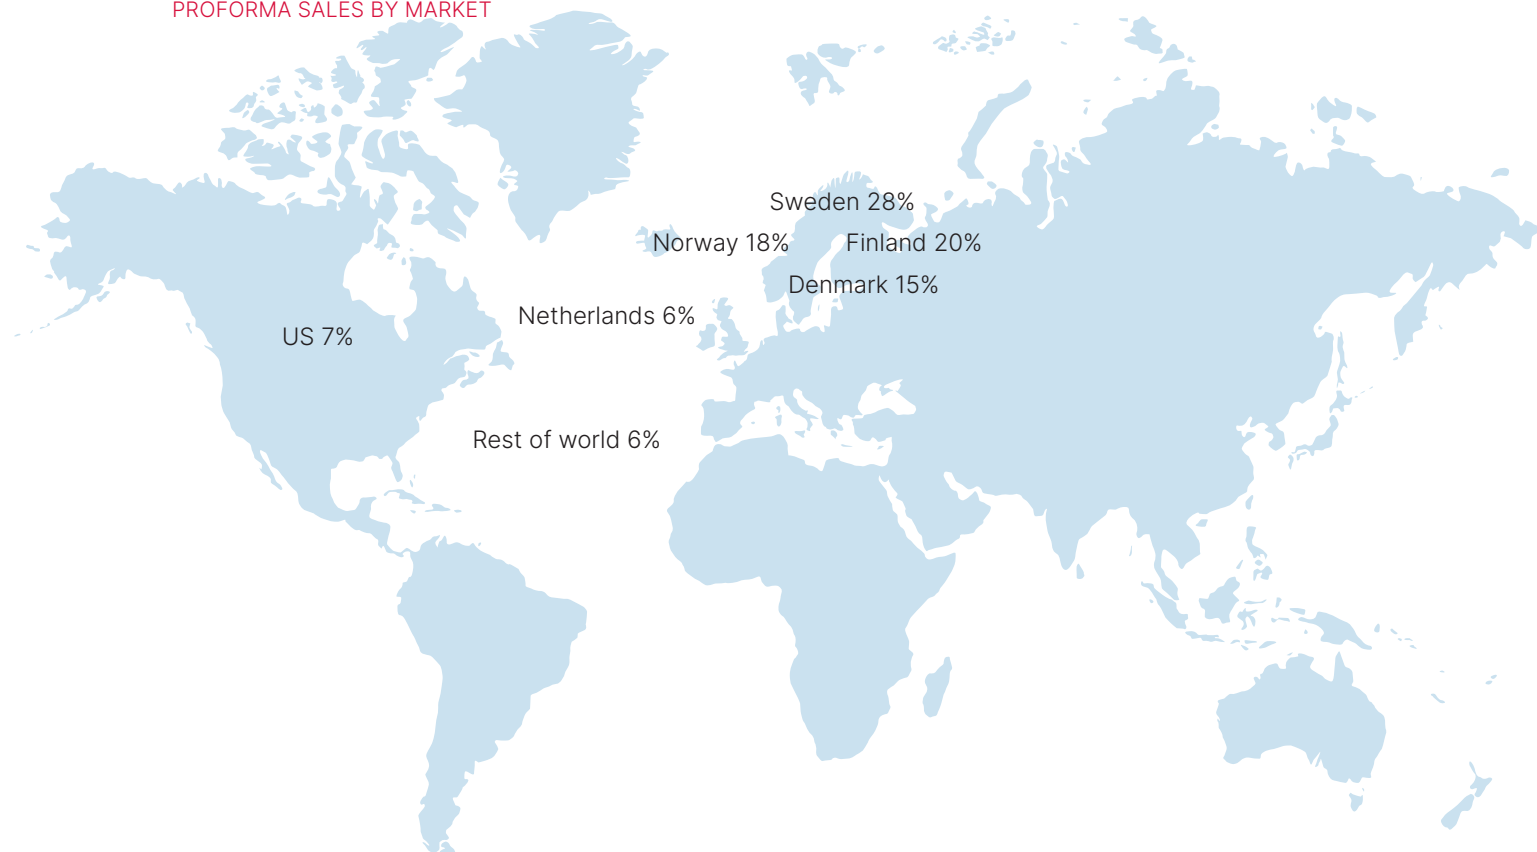 PROFORMA SALES BY MARKET
Sweden 28%
Norway 18%
Finland 20%
Denmark 15%
Netherlands 6%
US 7%
Rest of world 6%